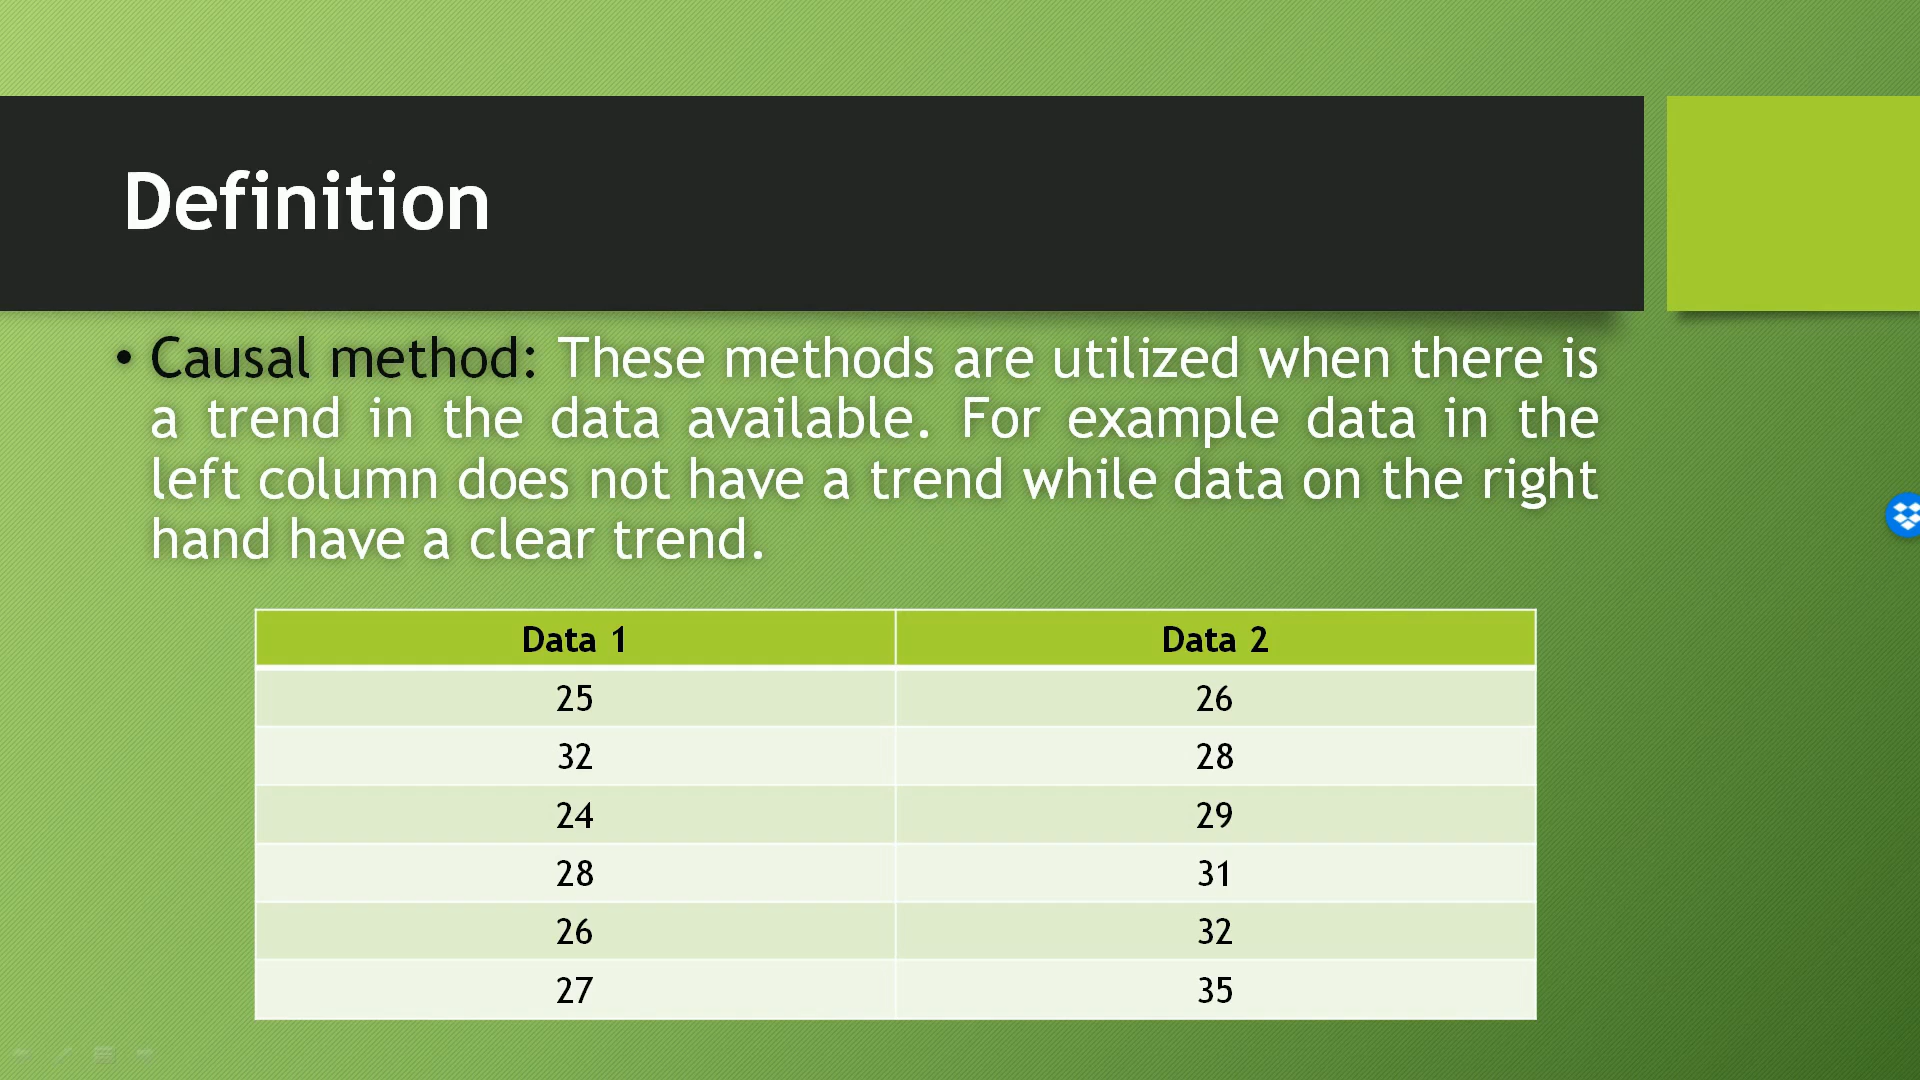 Definition
• Causal method: These methods are utilized when there is
a trend in the data available. For example data in the
left column does not have a trend while data on the right
hand have a clear trend.
Data 1 Data 2
25 26
32 28
24 29
28 31
26 32
27 35